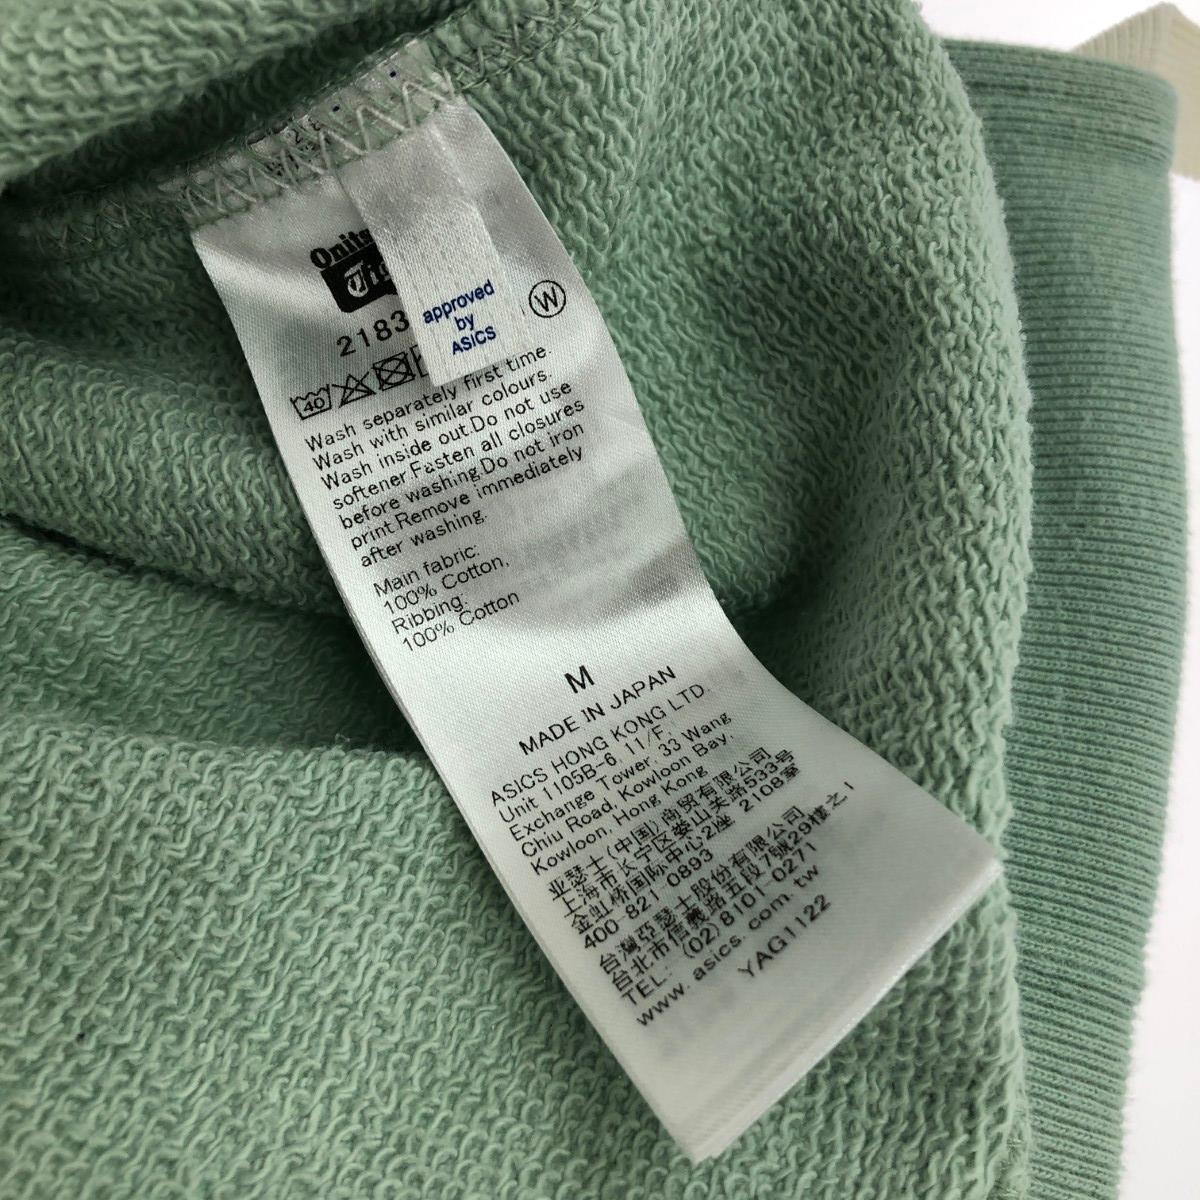 approved
by
ASICS
W
2183
40
Wash separately first time.
Wash with similar colours.
Wash inside out.Do not use
softener.Fasten all closures
before washing.Do not iron
print.Remove immediately
after washing.
Main fabric:
100% Cotton,
Ribbing:
100% Cotton
M
MADE IN JAPAN
ASICS HONG KONG LTD.
Unit 1105B-6 11/F,
Exchange Tower, 33 Wang
Chiu Road, Kowloon Bay,
Kowloon, Hong Kong
亚瑟士(中国)商贸有限公司
上海市长宁区娄山关路533号
金虹桥国际中心2座 2108室
400-821 0893
台灣亞瑟士股份有限公司
台北市信義路五段7號29樓之1
TEL: (02)8101-0271
www. asics. com. tw
YAG1122